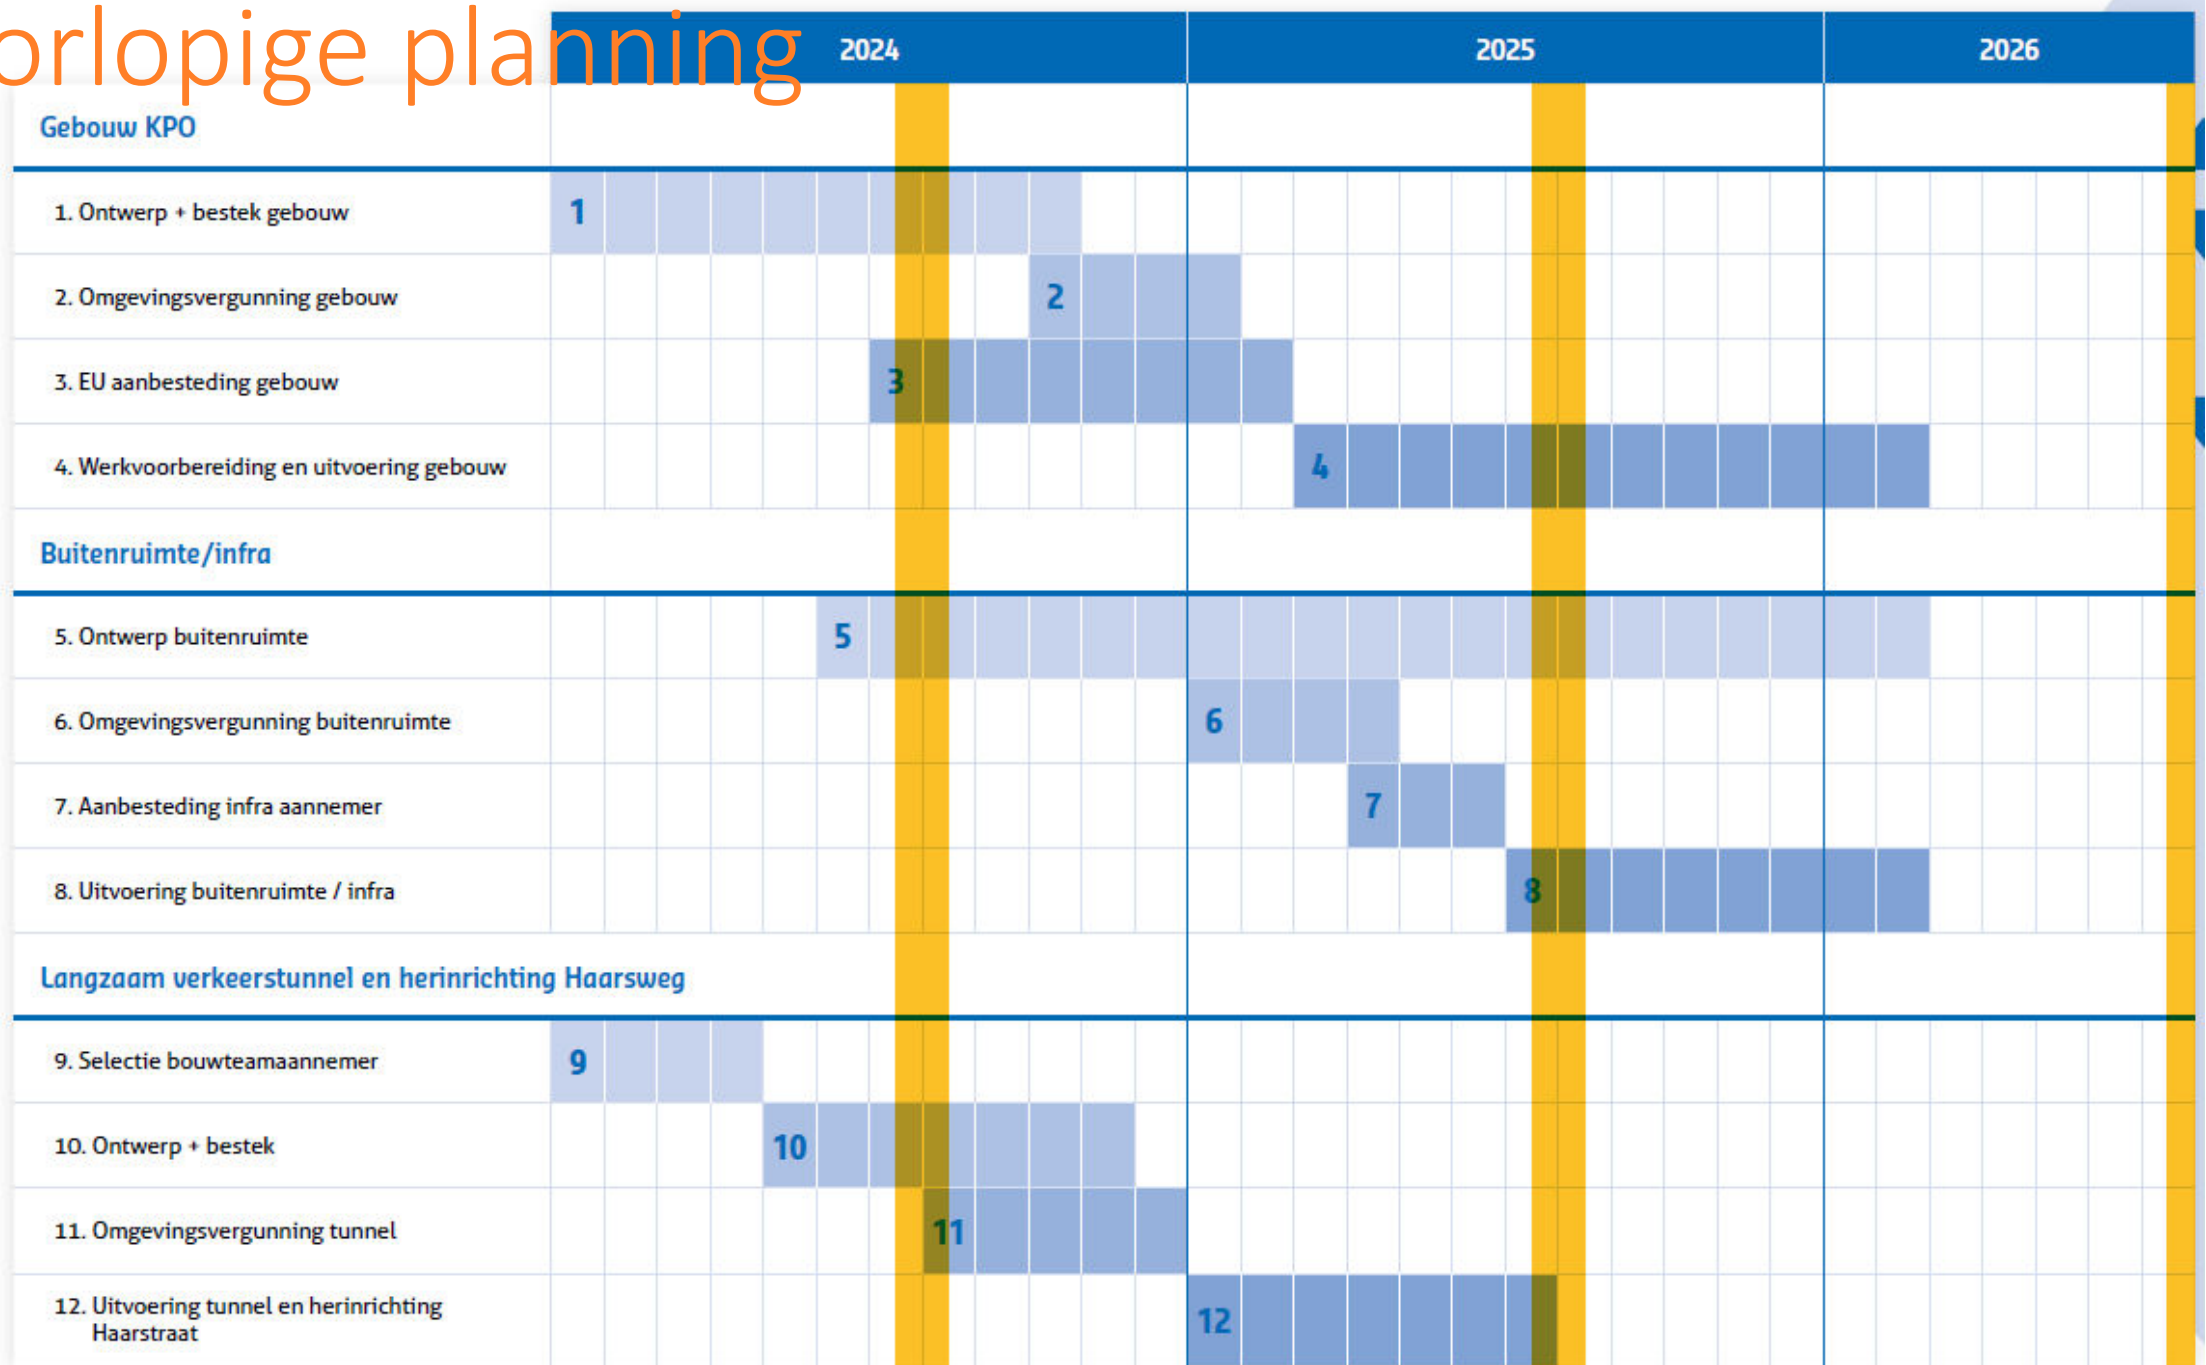 orlopige planning
2024 2025 2026
Gebouw KPO
1. Ontwerp + bestek gebouw 1
2. Omgevingsvergunning gebouw 2
3. EU aanbesteding gebouw 3
4. Werkvoorbereiding en uitvoering gebouw 4
Buitenruimte/infra
5. Ontwerp buitenruimte 5
6. Omgevingsvergunning buitenruimte 6
7. Aanbesteding infra aannemer 7
8. Uitvoering buitenruimte / infra 8
Langzaam verkeerstunnel en herinrichting Haarsweg
9. Selectie bouwteamaannemer 9
10. Ontwerp + bestek 10
11. Omgevingsvergunning tunnel 11
12. Uitvoering tunnel en herinrichting
Haarstraat 12